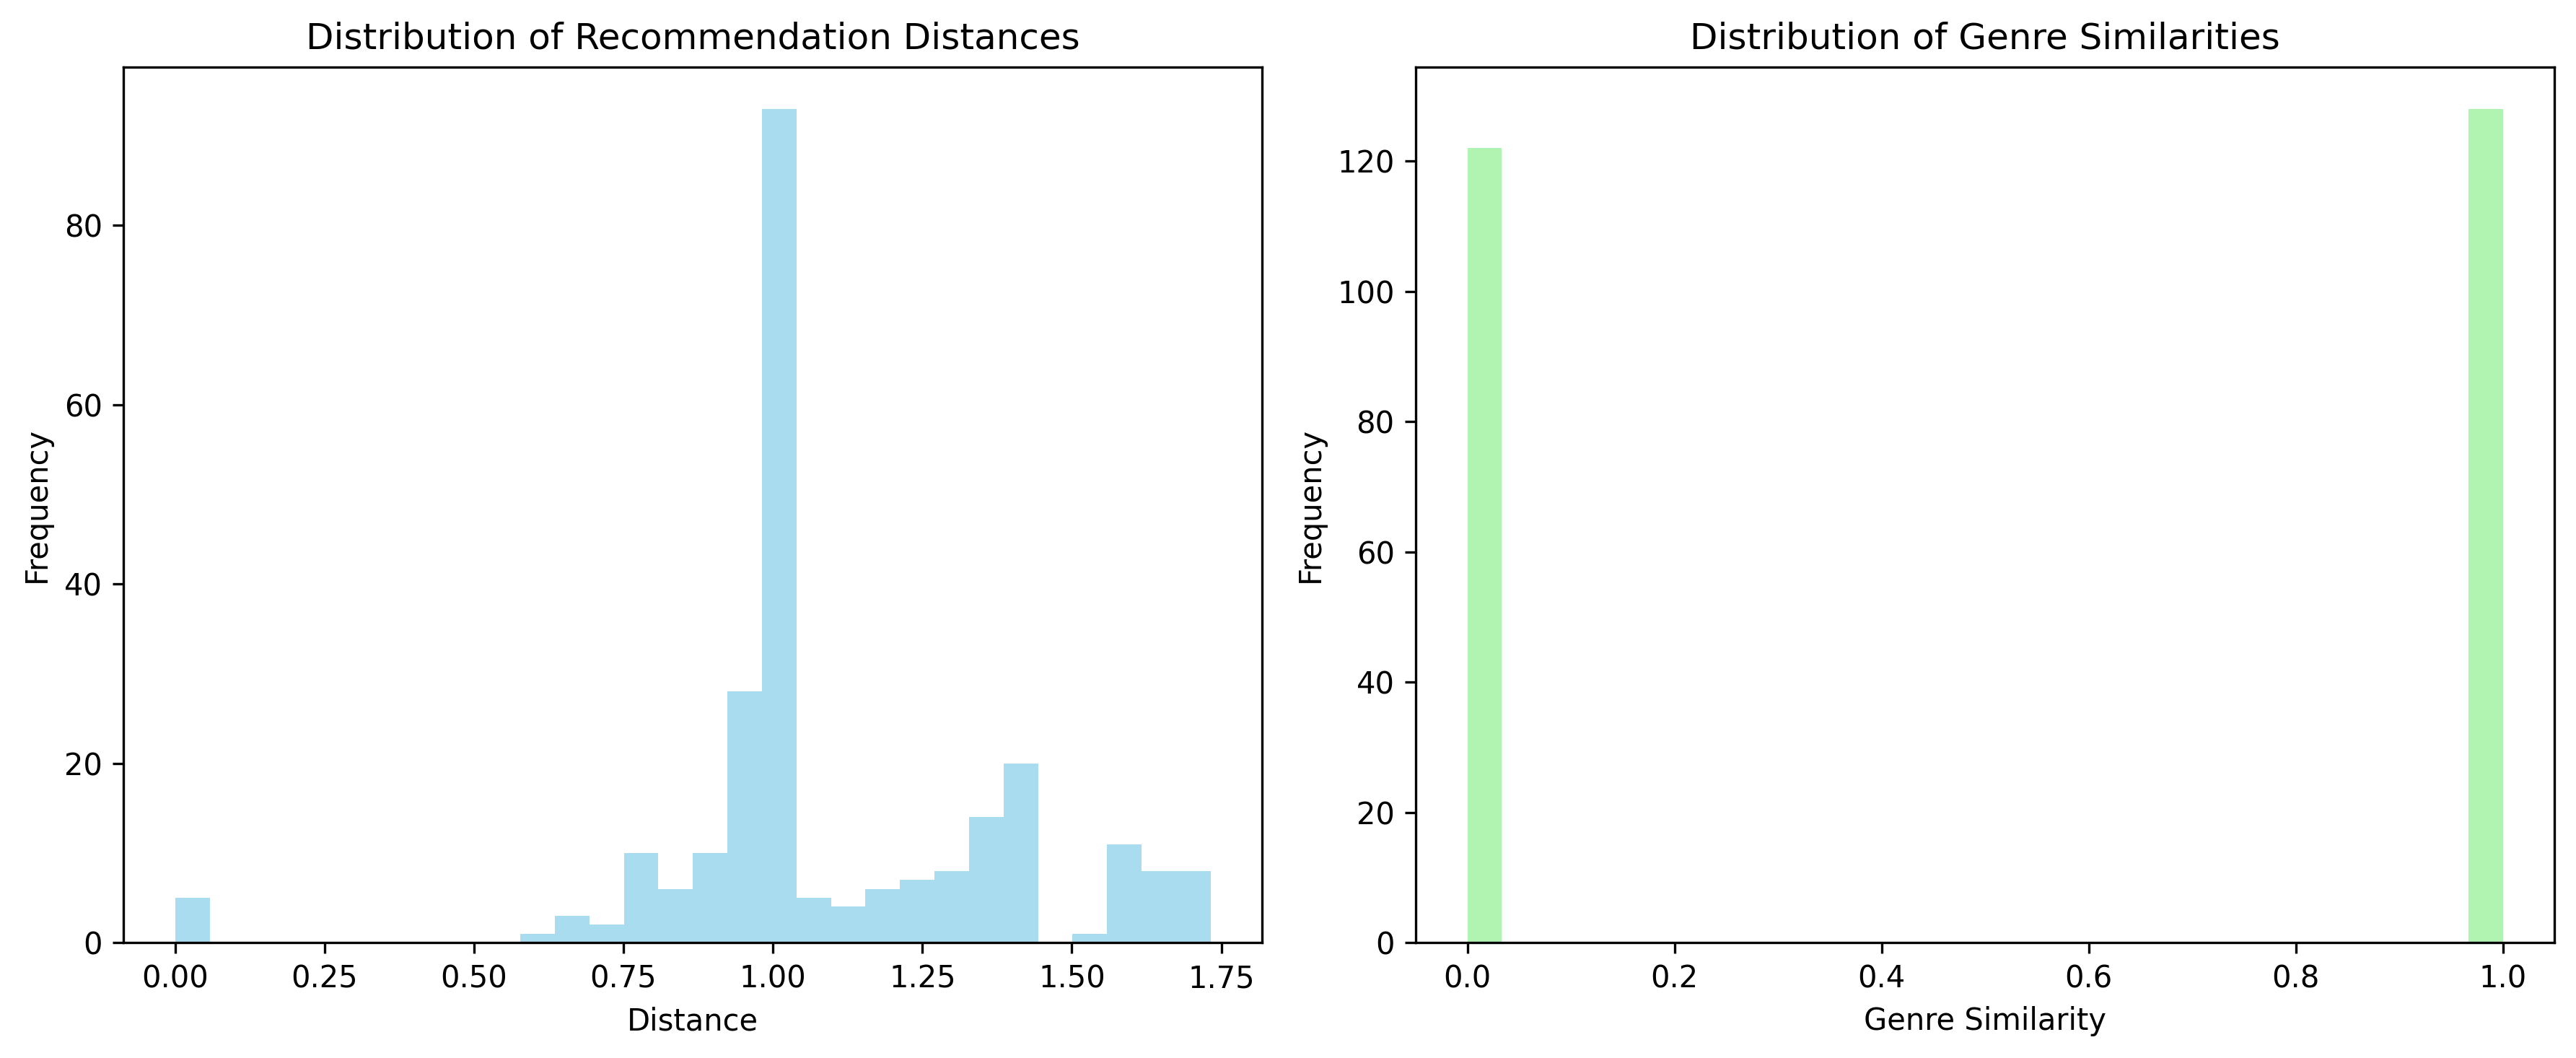 Distribution of Recommendation Distances
80
60
40
20
0
Frequency
0.00 0.25 0.50 0.75 1.00 1.25 1.50 1.75
Distance
Distribution of Genre Similarities
120
100
80
60
40
20
0
Frequency
0.0 0.2 0.4 0.6 0.8 1.0
Genre Similarity